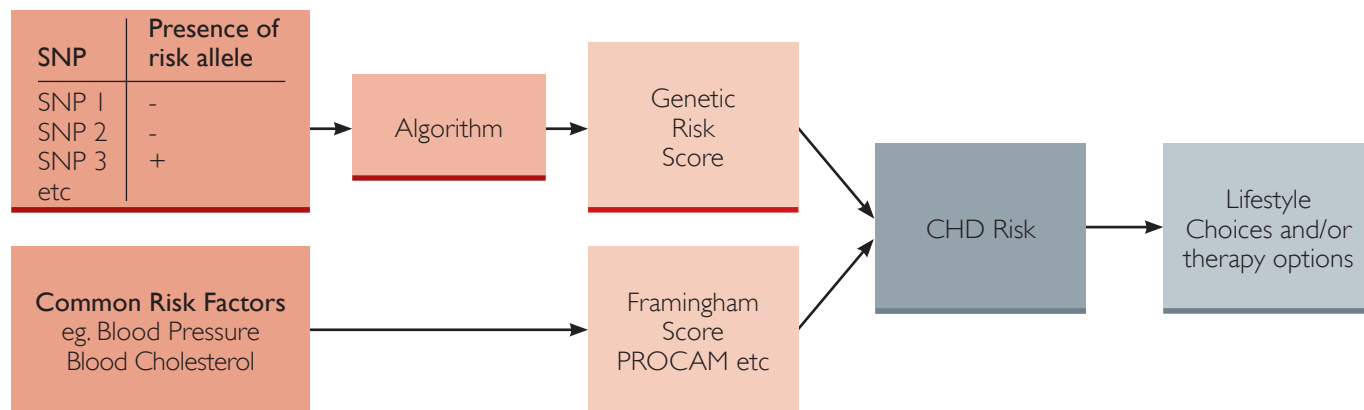 SNP Presence of
risk allele
SNP 1 -
SNP 2 -
SNP 3 +
etc
Algorithm
Genetic
Risk
Score
Common Risk Factors
eg. Blood Pressure
Blood Cholesterol
Framingham
Score
PROCAM etc
CHD Risk
Lifestyle
Choices and/or
therapy options